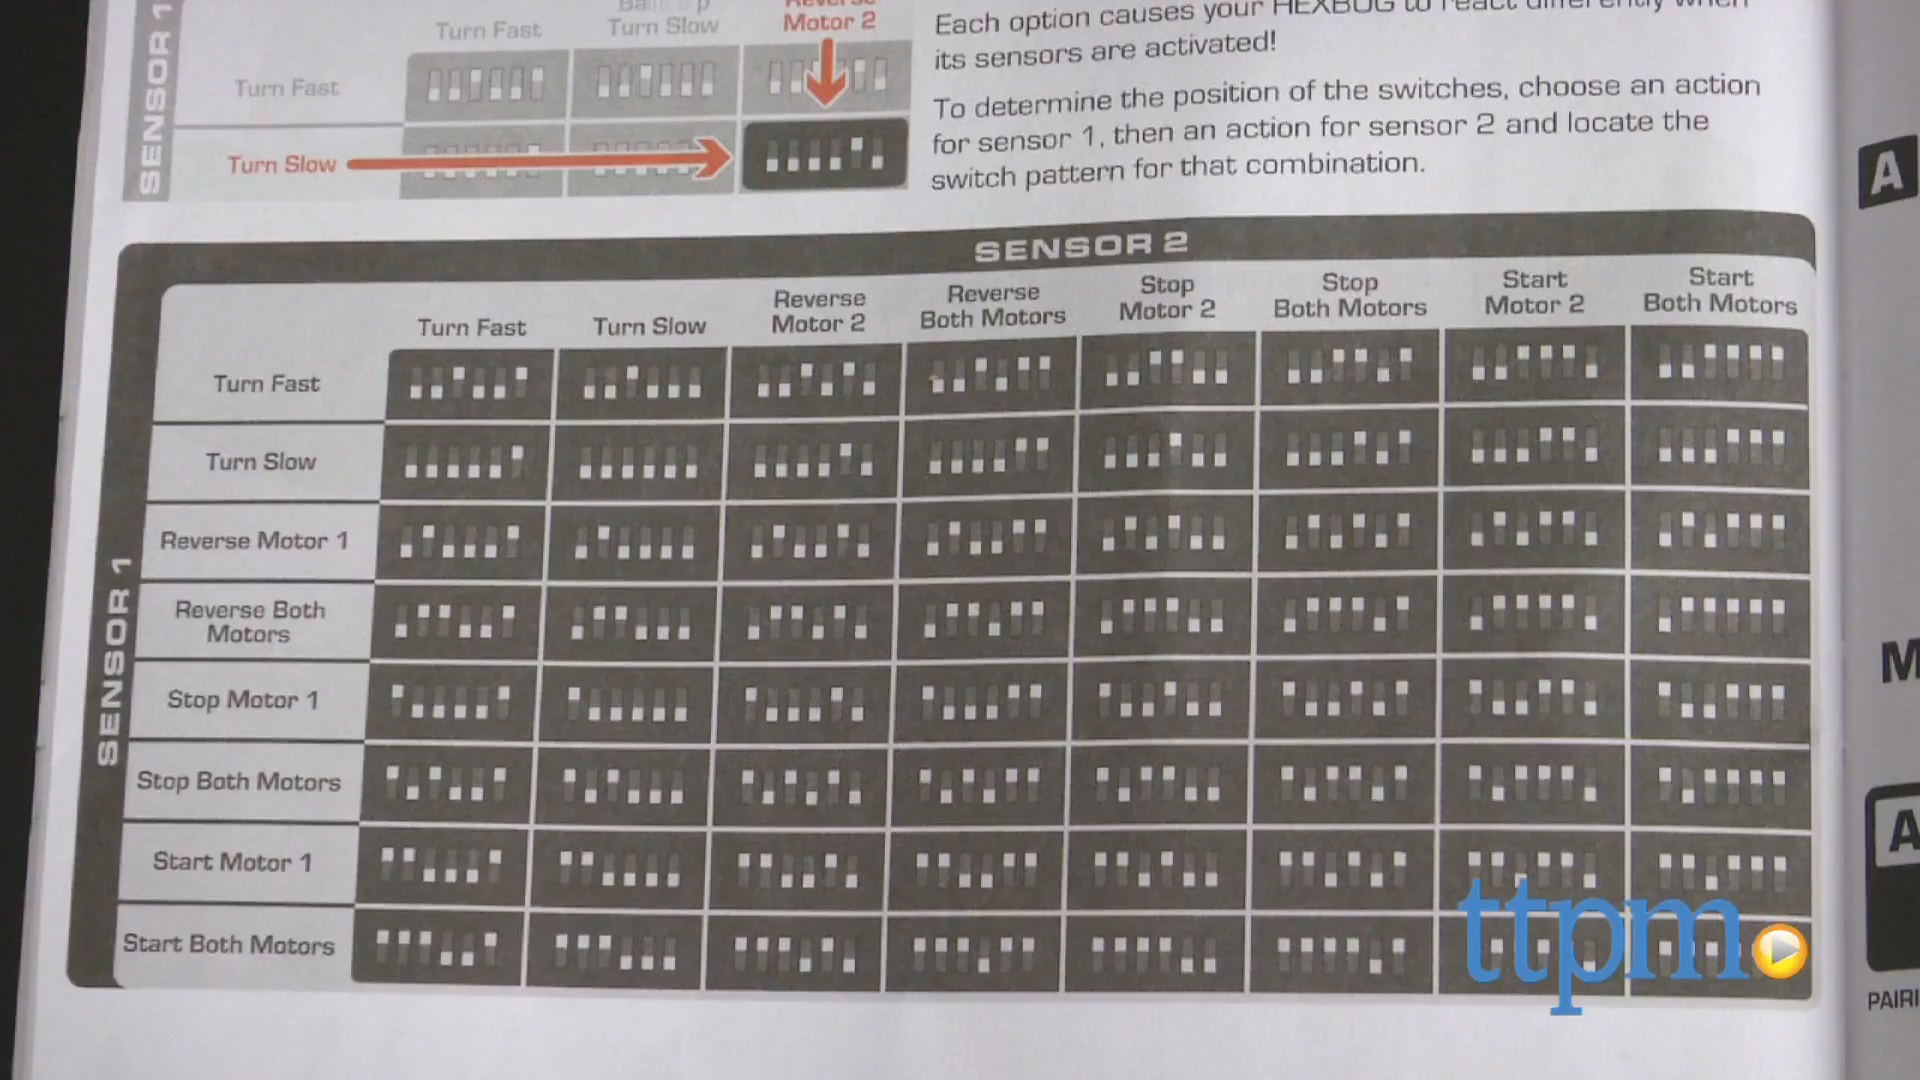 SENSOR 1
Turn Fast
Turn Slow
Motor 2
Turn Fast
Turn Slow
Each option causes your HEXBUG to react differently when
its sensors are activated!
To determine the position of the switches, choose an action
for sensor 1, then an action for sensor 2 and locate the
switch pattern for that combination.
SENSOR 2
Turn Fast
Turn Slow
Reverse
Motor 2
Reverse
Both Motors
Stop
Motor 2
Stop
Both Motors
Start
Motor 2
Start
Both Motors
SENSOR 1
Turn Fast
Turn Slow
Reverse Motor 1
Reverse Both
Motors
Stop Motor 1
Stop Both Motors
Start Motor 1
Start Both Motors
A
M
A
PAIRI
ttpm